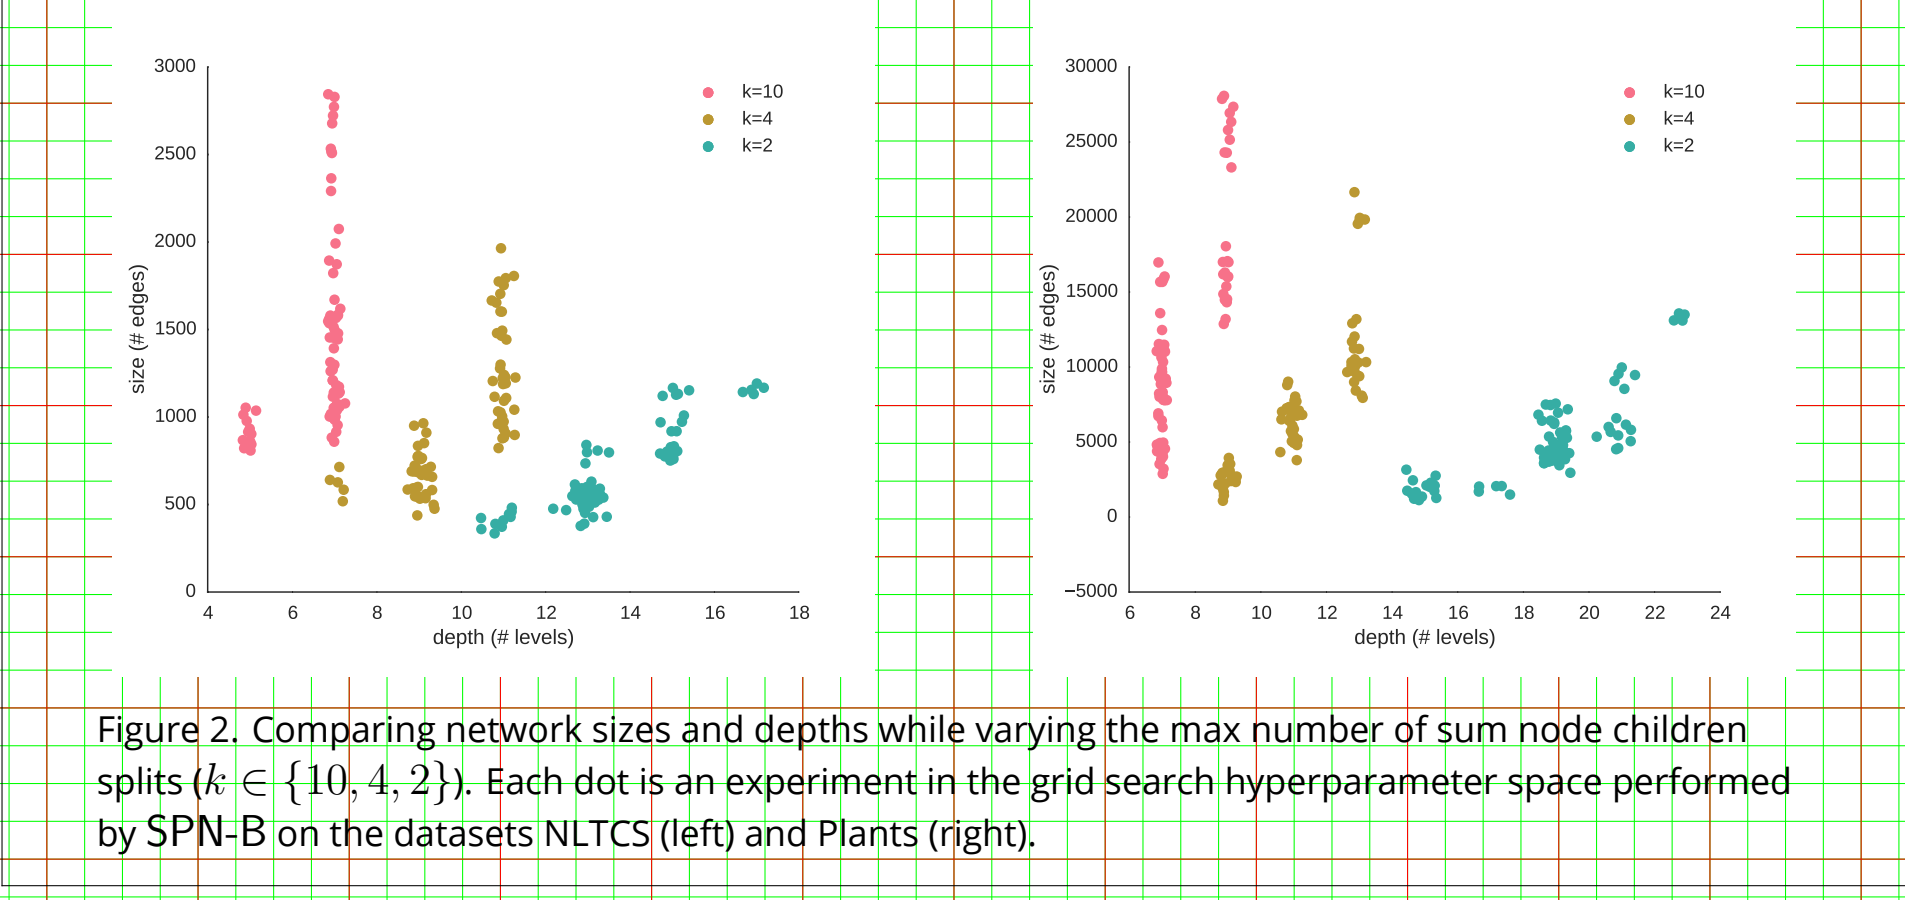 3000
2500
2000
1500
1000
500
0
size (# edges)
4 6 8 10 12 14 16 18
depth (# levels)
k=10
k=4
k=2
30000
25000
20000
15000
10000
5000
0
−5000
size (# edges)
6 8 10 12 14 16 18 20 22 24
depth (# levels)
k=10
k=4
k=2
Figure 2. Comparing network sizes and depths while varying the max number of sum node children
splits (k ∈ {10, 4, 2}). Each dot is an experiment in the grid search hyperparameter space performed
by SPN-B on the datasets NLTCS (left) and Plants (right).